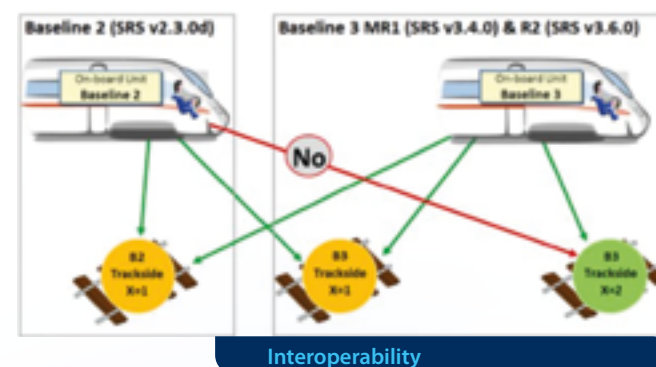 Baseline 2 (SRS v2.3.0d)
Baseline 3 MR1 (SRS v3.4.0) & R2 (SRS v3.6.0)
On-board Unit
Baseline 2
On-board Unit
Baseline 3
No
B2
Trackside
X=1
B3
Trackside
X=1
B3
Trackside
X=2
Interoperability